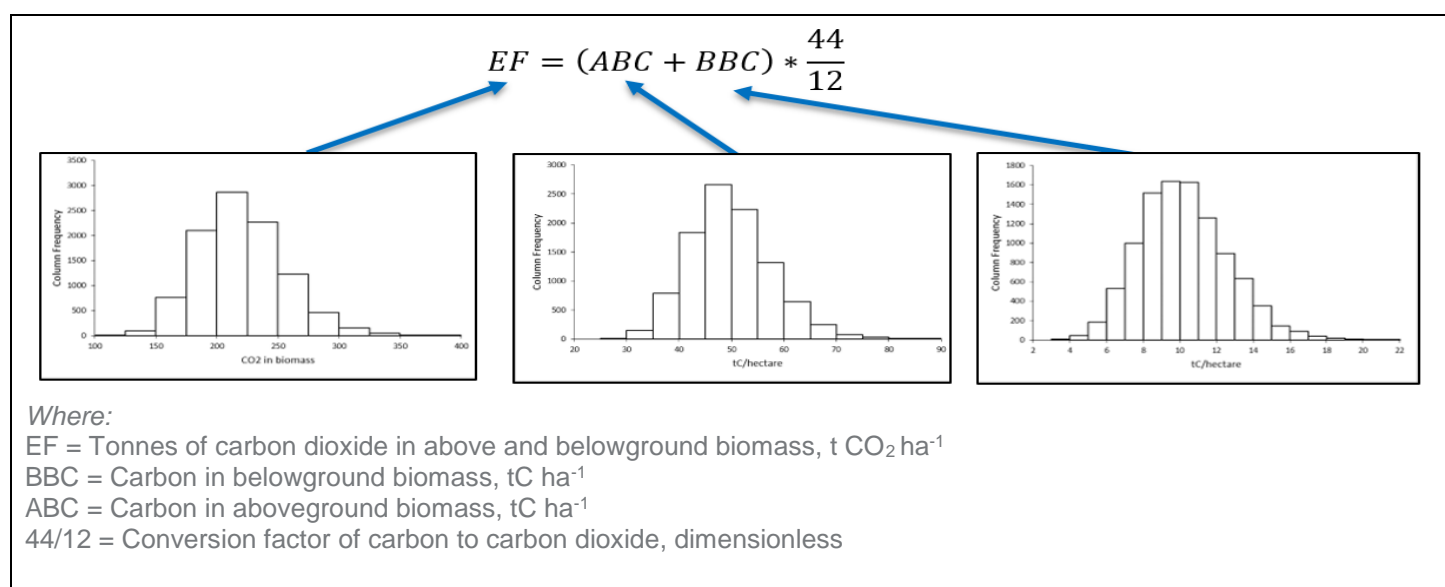 EF = (ABC + BBC) * 44/12
3500
3000
2500
2000
1500
1000
500
0
Column Frequency
100 150 200 250 300 350 400
CO2 in biomass
3000
2500
2000
1500
1000
500
0
Column Frequency
20 30 40 50 60 70 80 90
tC/hectare
1800
1600
1400
1200
1000
800
600
400
200
0
Column Frequency
2 4 6 8 10 12 14 16 18 20 22
tC/hectare
Where:
EF = Tonnes of carbon dioxide in above and belowground biomass, t CO₂ ha⁻¹
BBC = Carbon in belowground biomass, tC ha⁻¹
ABC = Carbon in aboveground biomass, tC ha⁻¹
44/12 = Conversion factor of carbon to carbon dioxide, dimensionless